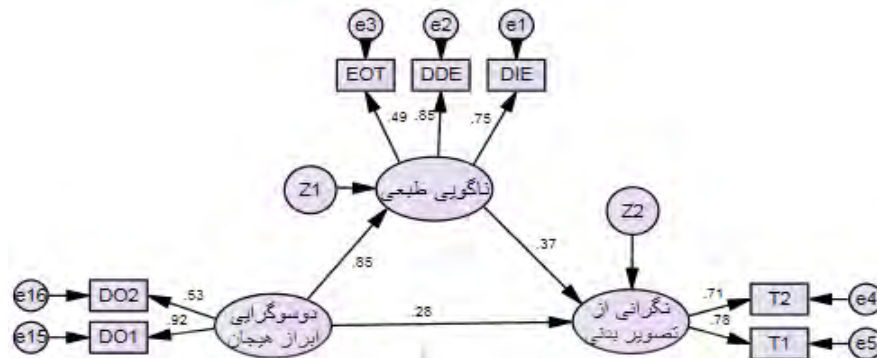 e3
e2
e1
EOT
DDE
DIE
.49
.85
.75
Z1
ناگویی طبعی
Z2
.85
.37
e16
DO2
.53
دوسوگرایی
ابراز هیجان
.28
نگرانی از
تصویر بدنی
.71
T2
e4
e15
DO1
.92
.78
T1
e5